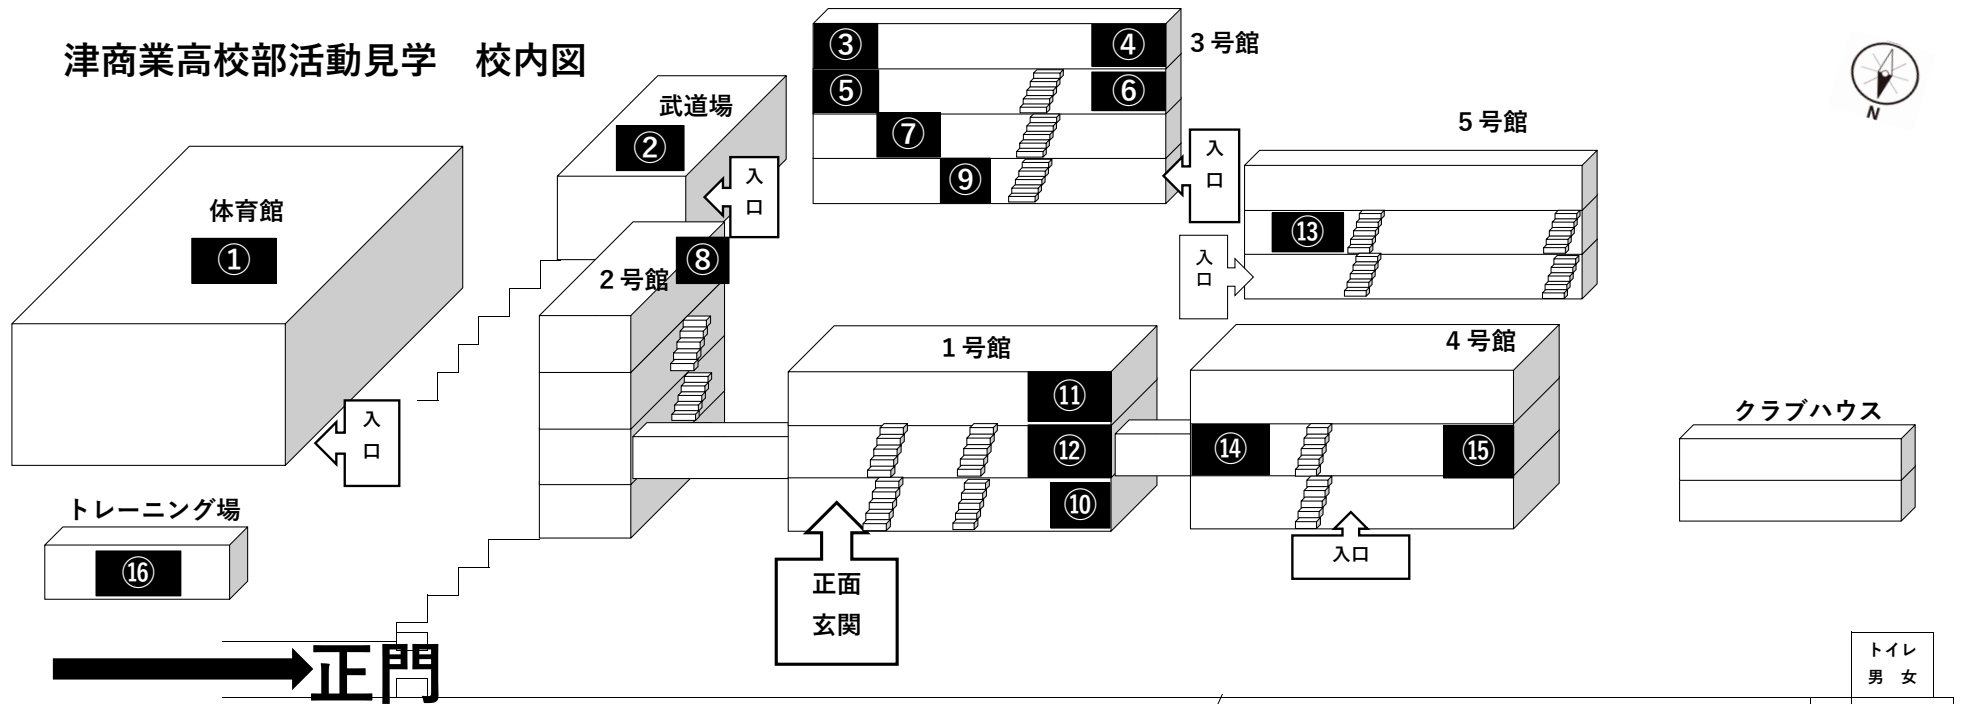 津商業高校部活動見学　校内図
③
④
3号館
⑤
⑥
⑦
⑨
入
口
武道場
②
入
口
N
5号館
⑬
入
口
体育館
①
入
口
2号館
⑧
1号館
⑪
⑫
⑩
正面
玄関
4号館
⑭
⑮
入口
クラブハウス
トレーニング場
⑯
正門
トイレ
男　女